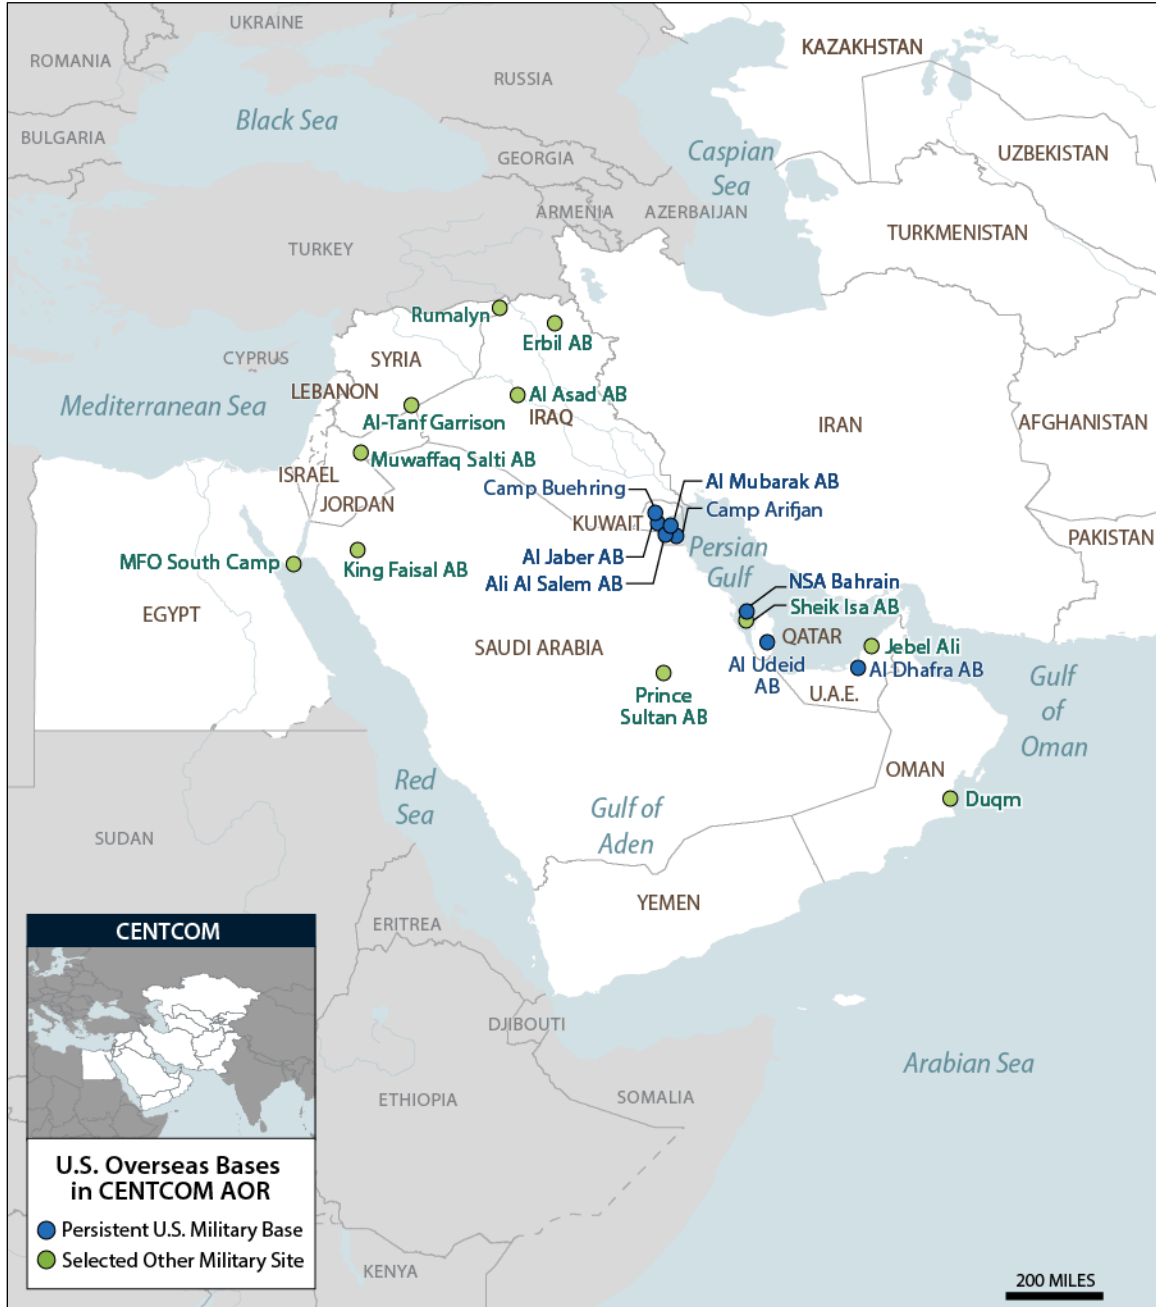 UKRAINE
KAZAKHSTAN
ROMANIA
RUSSIA
Black Sea
BULGARIA
Caspian
Sea
GEORGIA
UZBEKISTAN
ARMENIA
AZERBAIJAN
TURKMENISTAN
TURKEY
Rumalyn
Erbil AB
CYPRUS
SYRIA
LEBANON
Al Asad AB
Mediterranean Sea
Al-Tanf Garrison
IRAQ
IRAN
AFGHANISTAN
Muwaffaq Salti AB
ISRAEL
JORDAN
Camp Buehring
Al Mubarak AB
KUWAIT
Camp Arifjan
PAKISTAN
Persian
Gulf
MFO South Camp
King Faisal AB
Al Jaber AB
Ali Al Salem AB
NSA Bahrain
Sheik Isa AB
EGYPT
SAUDI ARABIA
QATAR
Jebel Ali
Al Udeid
AB
Al Dhafra AB
U.A.E.
Gulf
of
Oman
Prince
Sultan AB
OMAN
Red
Sea
Duqm
Gulf of
Aden
SUDAN
YEMEN
ERITREA
CENTCOM
DJIBOUTI
Arabian Sea
ETHIOPIA
SOMALIA
U.S. Overseas Bases
in CENTCOM AOR
Persistent U.S. Military Base
Selected Other Military Site
KENYA
200 MILES